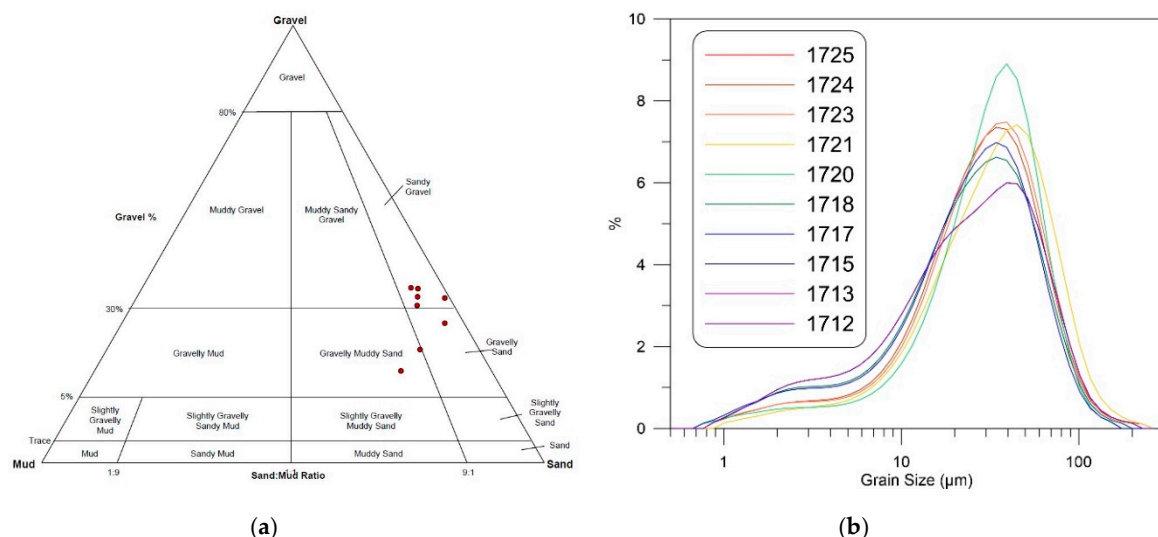 Gravel
Gravel
80%
Sandy
Gravel
Gravel %
Muddy Gravel
Muddy Sandy
Gravel
30%
Gravelly Mud
Gravelly Muddy Sand
Gravelly
Sand
5%
Slightly
Gravelly
Mud
Slightly Gravelly
Sandy Mud
Slightly Gravelly
Muddy Sand
Slightly
Gravelly
Sand
Trace
Mud
Sandy Mud
Muddy Sand
Sand
Mud
Sand
1:9
9:1
Sand:Mud Ratio
(a)
10
8
6
4
2
0
%
1725
1724
1723
1721
1720
1718
1717
1715
1713
1712
1
10
100
Grain Size (µm)
(b)